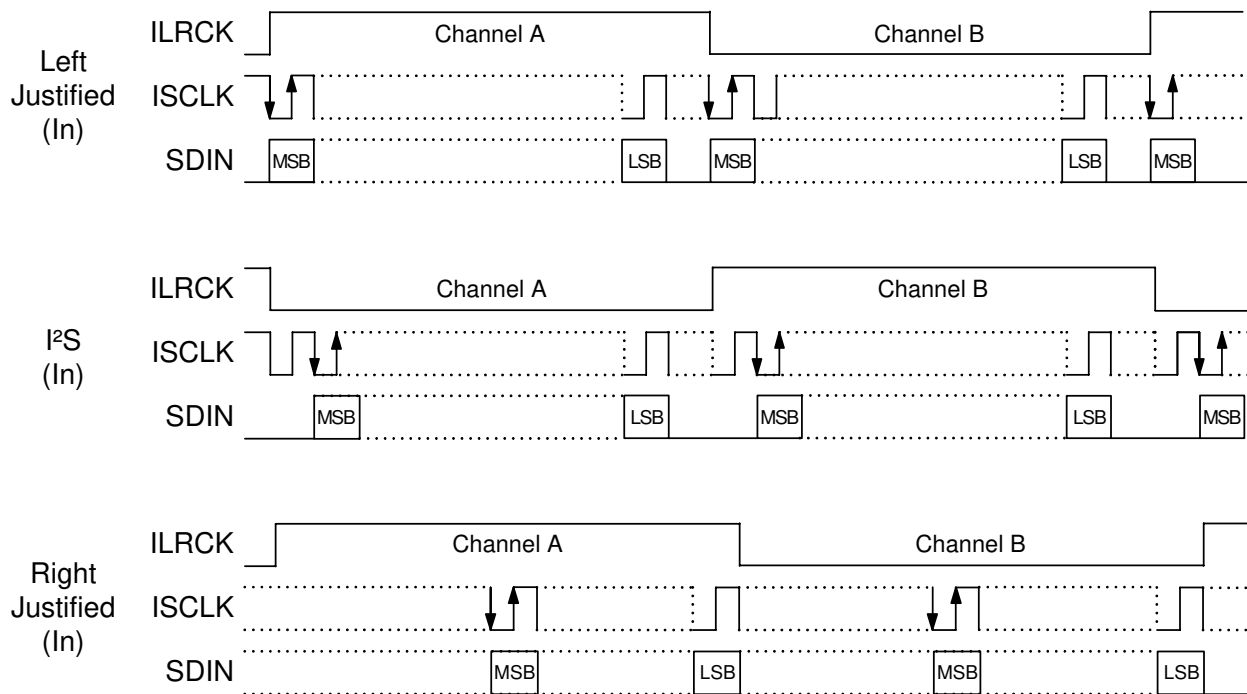 Left
Justified
(In)
ILRCK
Channel A
Channel B
ISCLK
SDIN
MSB
LSB
MSB
LSB
MSB
I²S
(In)
ILRCK
Channel A
Channel B
ISCLK
SDIN
MSB
LSB
MSB
LSB
MSB
Right
Justified
(In)
ILRCK
Channel A
Channel B
ISCLK
SDIN
MSB
LSB
MSB
LSB